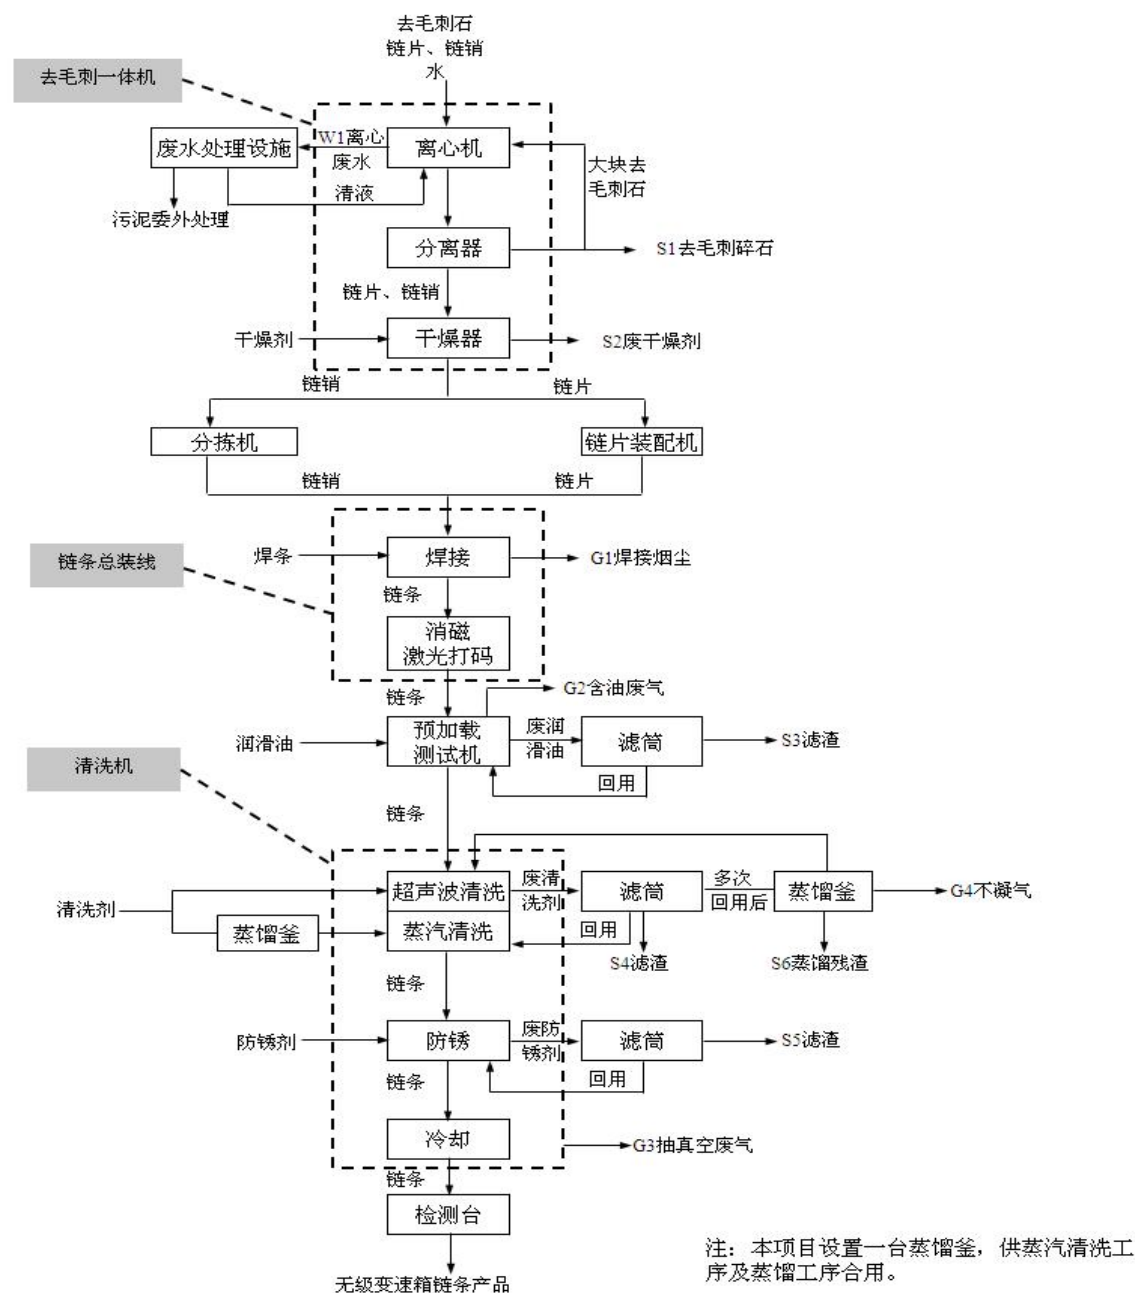 去毛刺石
链片、链销
水
去毛刺一体机
废水处理设施
W1离心
废水
离心机
大块去
毛刺石
清液
污泥委外处理
分离器
S1去毛刺碎石
链片、链销
干燥剂
干燥器
S2废干燥剂
链销
链片
分拣机
链片装配机
链销
链片
链条总装线
焊条
焊接
G1焊接烟尘
链条
消磁
激光打码
链条
G2含油废气
润滑油
预加载
测试机
废润
滑油
滤筒
S3滤渣
回用
清洗机
链条
清洗剂
超声波清洗
废清
洗剂
滤筒
多次
回用后
蒸馏釜
G4不凝气
蒸馏釜
蒸汽清洗
回用
S4滤渣
S6蒸馏残渣
链条
防锈剂
防锈
废防
锈剂
滤筒
S5滤渣
回用
链条
冷却
G3抽真空废气
链条
检测台
无级变速箱链条产品
注：本项目设置一台蒸馏釜，供蒸汽清洗工
序及蒸馏工序合用。